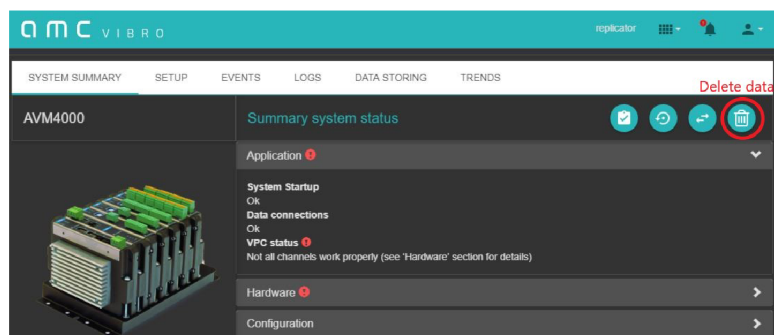 amc VIBRO
replicator
SYSTEM SUMMARY SETUP EVENTS LOGS DATA STORING TRENDS
Delete data
AVM4000
Summary system status
Application
System Startup
Ok
Data connections
Ok
VPC status
Not all channels work properly (see 'Hardware' section for details)
Hardware
Configuration